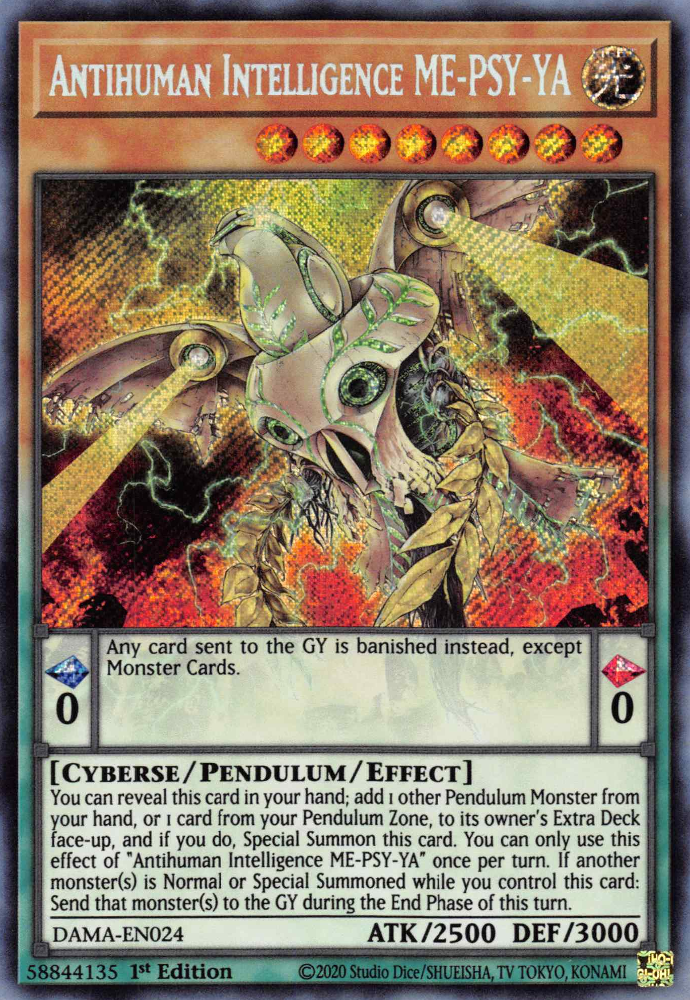 ANTIHUMAN INTELLIGENCE ME-PSY-YA
光
Any card sent to the GY is banished instead, except
Monster Cards.
0
0
[CYBERSE/PENDULUM/EFFECT]
You can reveal this card in your hand; add 1 other Pendulum Monster from
your hand, or 1 card from your Pendulum Zone, to its owner's Extra Deck
face-up, and if you do, Special Summon this card. You can only use this
effect of "Antihuman Intelligence ME-PSY-YA" once per turn. If another
monster(s) is Normal or Special Summoned while you control this card:
Send that monster(s) to the GY during the End Phase of this turn.
DAMA-EN024
ATK/2500 DEF/3000
58844135 1st Edition
©2020 Studio Dice/SHUEISHA, TV TOKYO, KONAMI